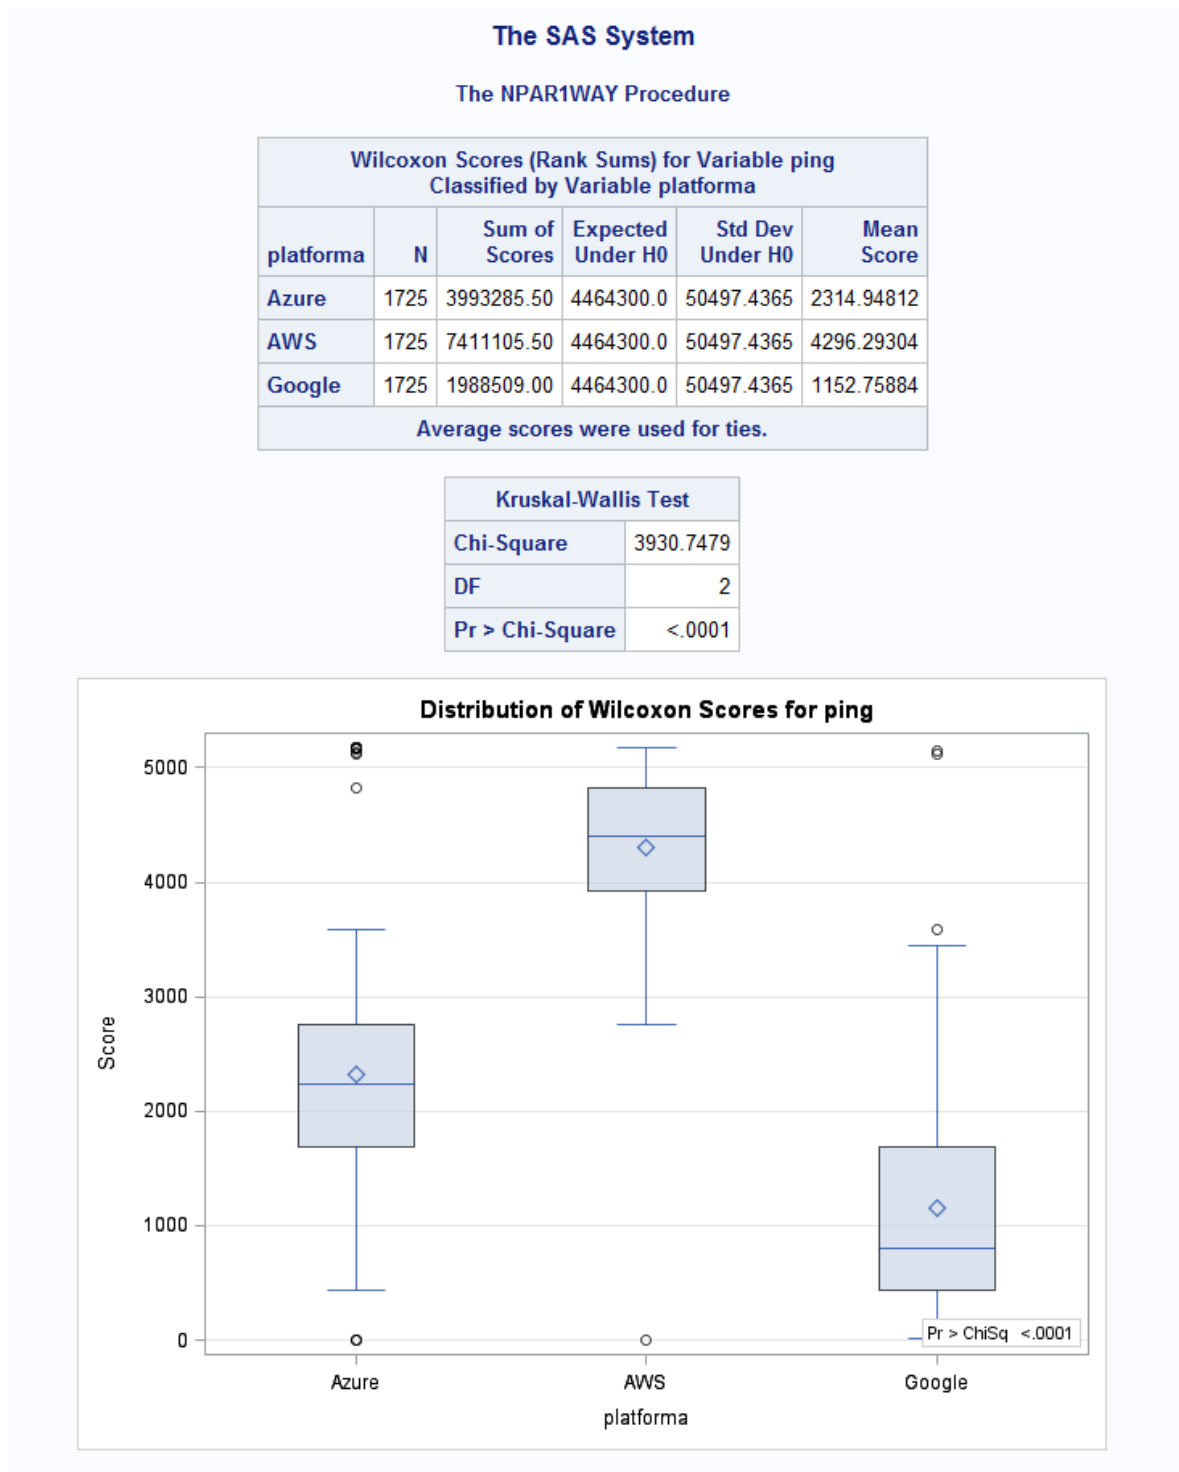 The SAS System
The NPAR1WAY Procedure
Wilcoxon Scores (Rank Sums) for Variable ping
Classified by Variable platforma
platforma N Sum of Scores Expected Under H0 Std Dev Under H0 Mean Score
Azure 1725 3993285.50 4464300.0 50497.4365 2314.94812
AWS 1725 7411105.50 4464300.0 50497.4365 4296.29304
Google 1725 1988509.00 4464300.0 50497.4365 1152.75884
Average scores were used for ties.
Kruskal-Wallis Test
Chi-Square 3930.7479
DF 2
Pr > Chi-Square <.0001
Distribution of Wilcoxon Scores for ping
5000
4000
3000
2000
1000
0
Score
Pr > ChiSq <.0001
Azure AWS Google
platforma